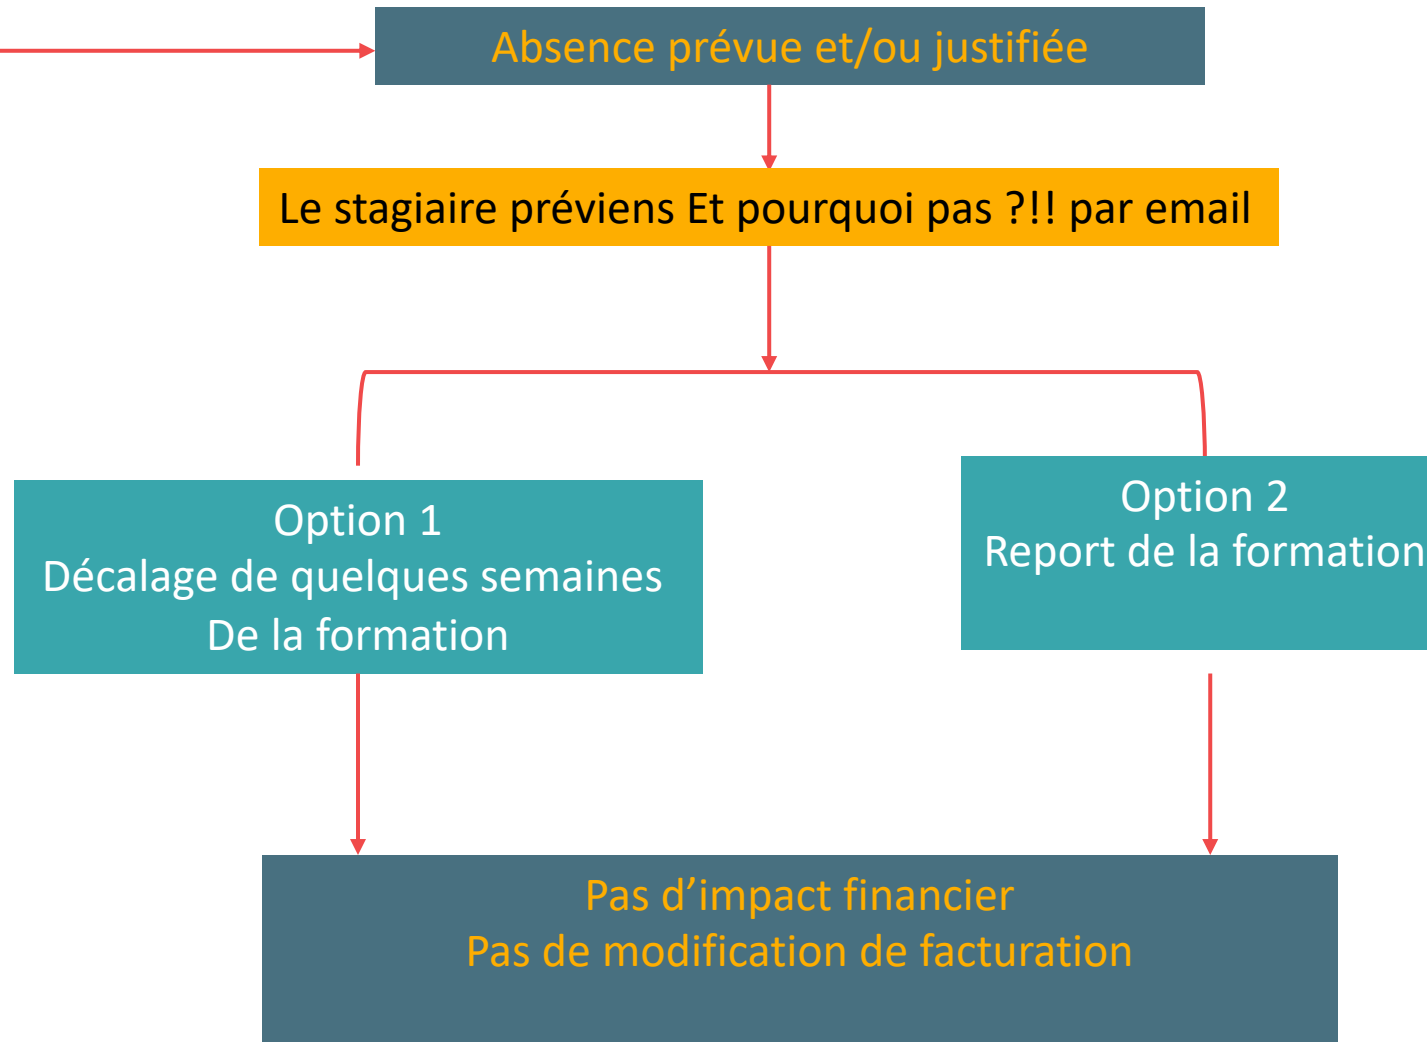 Absence prévue et/ou justifiée
Le stagiaire préviens Et pourquoi pas ?!! par email
Option 1
Décalage de quelques semaines
De la formation
Option 2
Report de la formation
Pas d’impact financier
Pas de modification de facturation